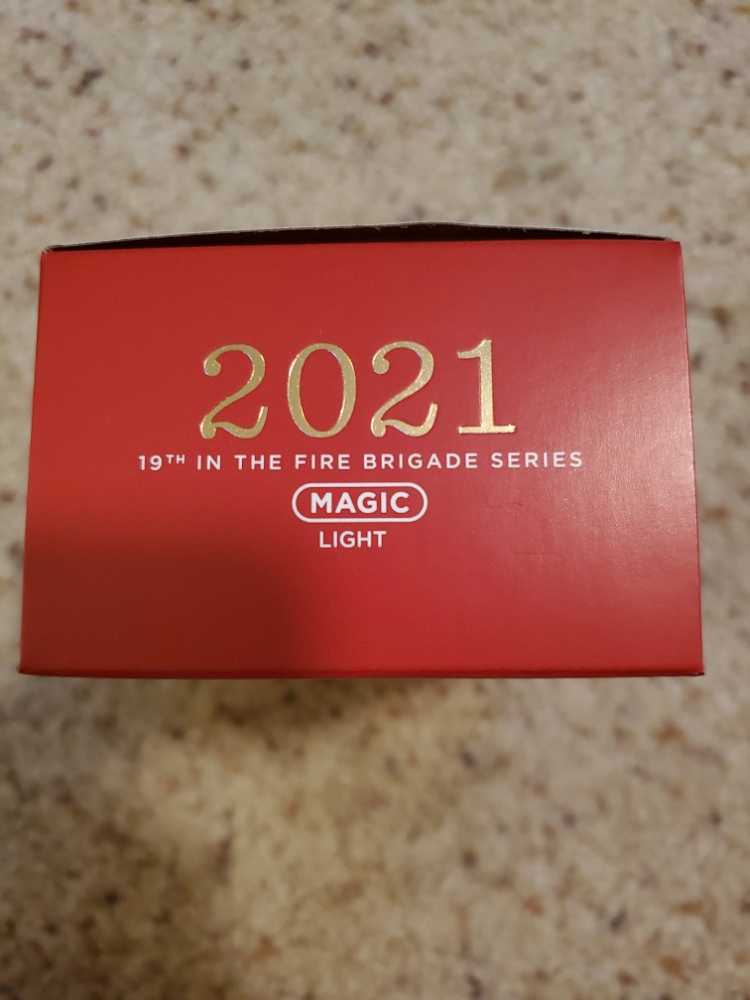 2021
19TH IN THE FIRE BRIGADE SERIES
MAGIC
LIGHT